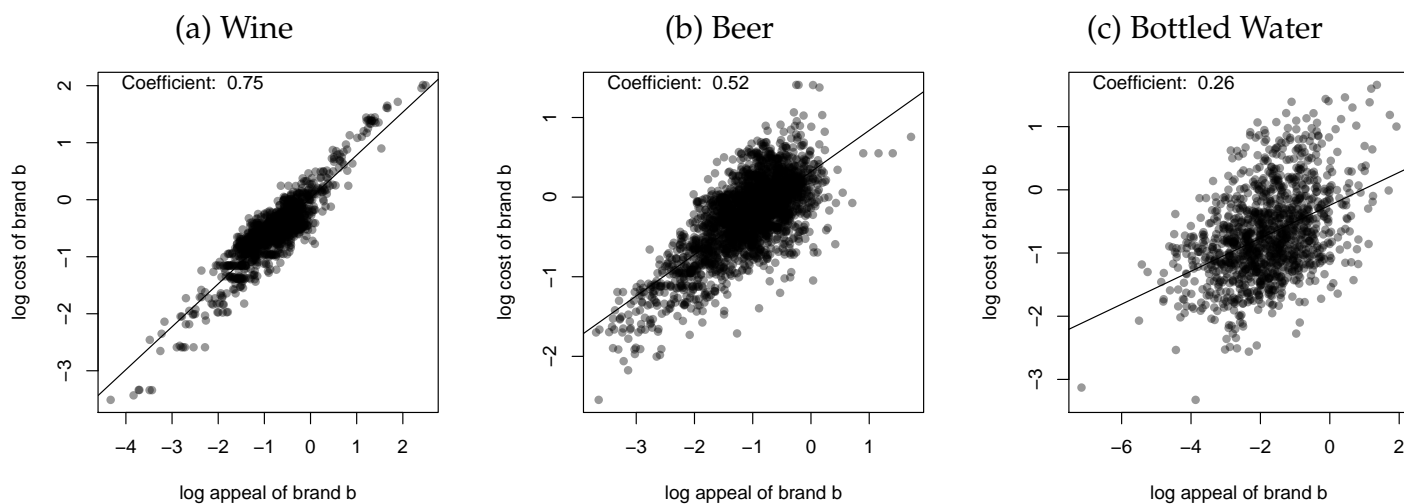 (a) Wine
Coefficient: 0.75
2
1
0
−1
−2
−3
log cost of brand b
−4 −3 −2 −1 0 1 2
log appeal of brand b
(b) Beer
Coefficient: 0.52
1
0
−1
−2
log cost of brand b
−3 −2 −1 0 1
log appeal of brand b
(c) Bottled Water
Coefficient: 0.26
1
0
−1
−2
−3
log cost of brand b
−6 −4 −2 0 2
log appeal of brand b